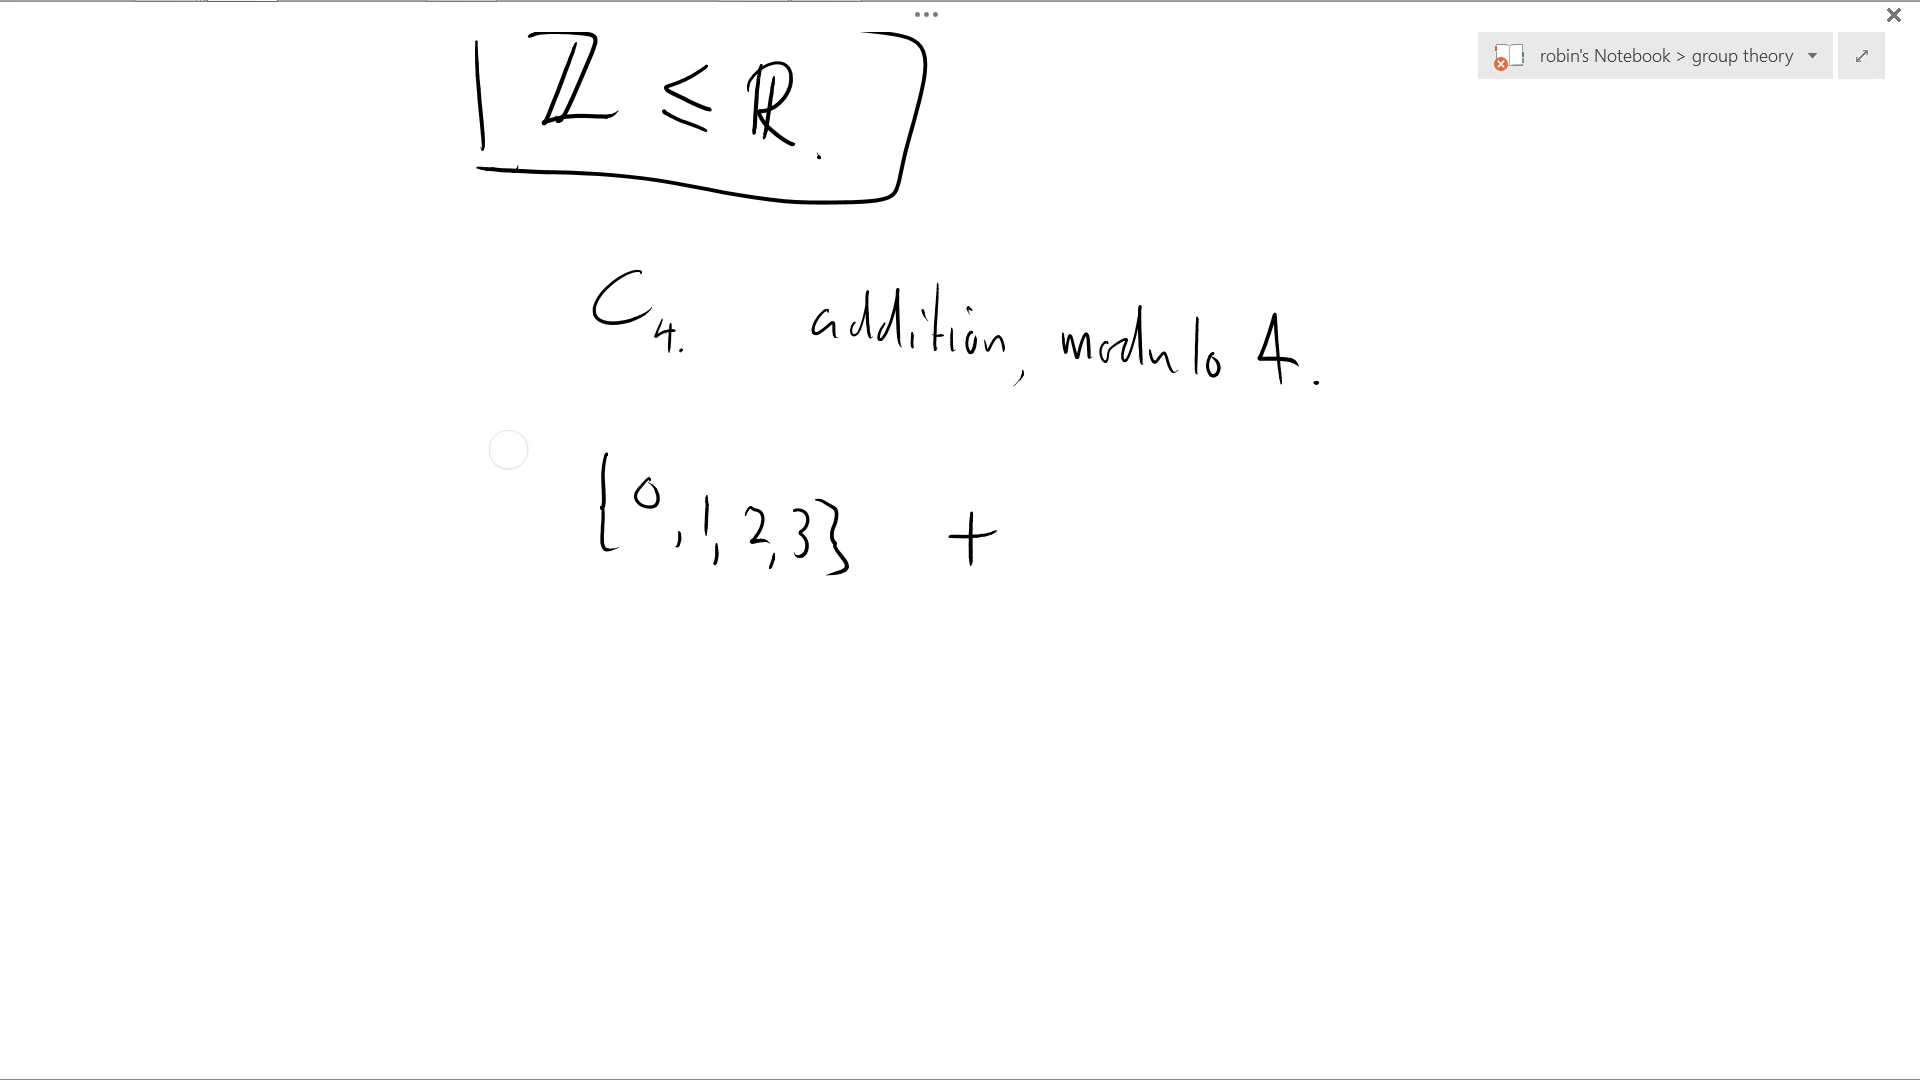 robin's Notebook > group theory
ℤ ≤ ℝ.
C₄. addition, modulo 4.
{0, 1, 2, 3} +